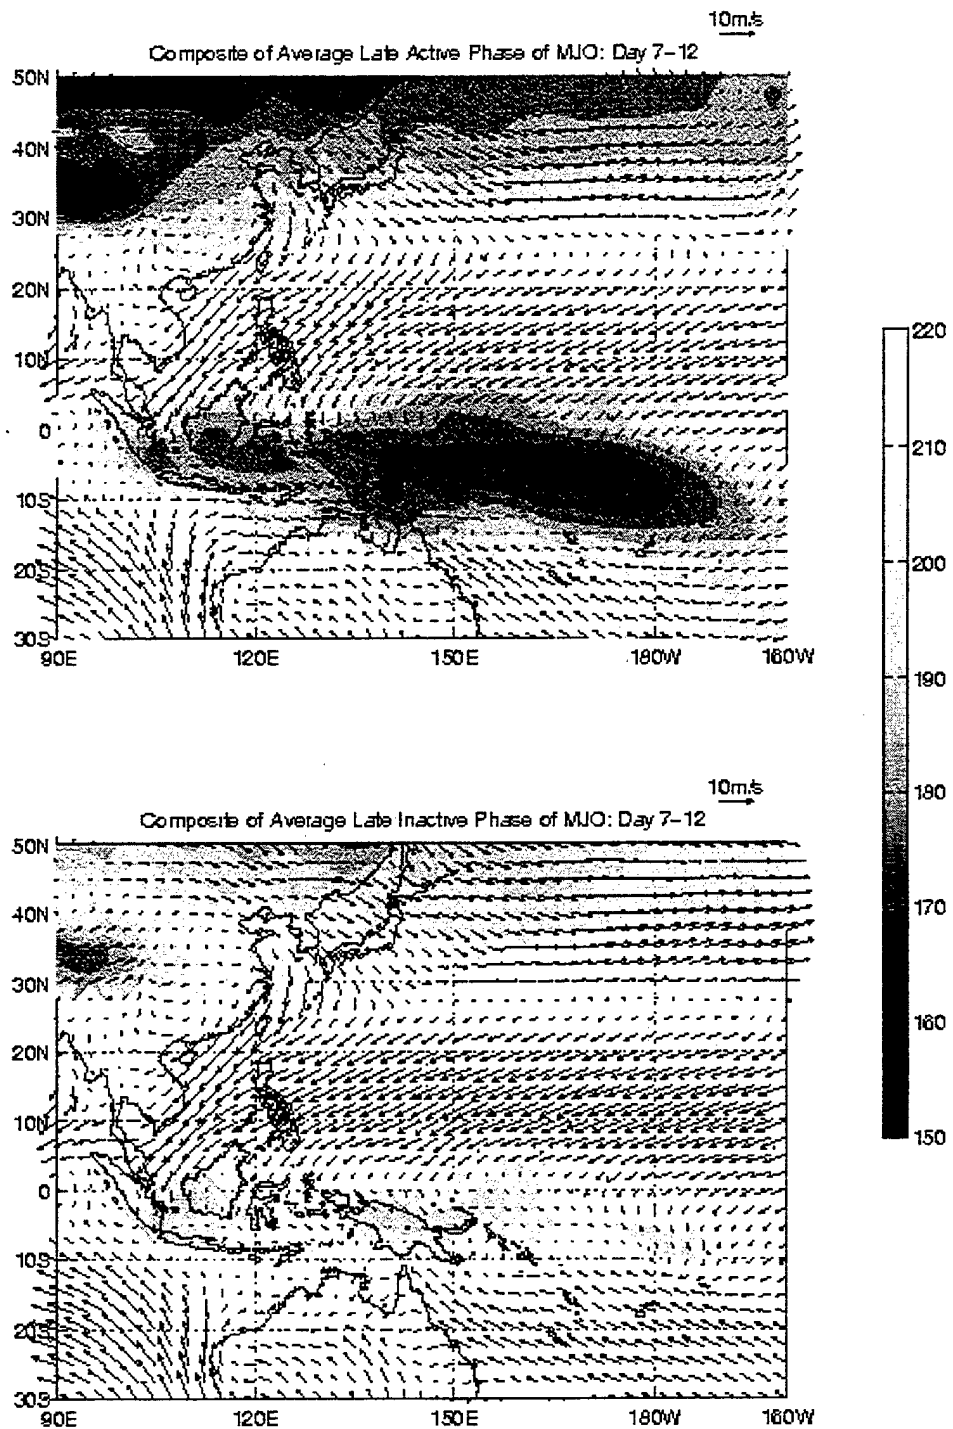 10m/s
Composite of Average Late Active Phase of MJO: Day 7-12
50N
40N
30N
20N
10N
0
10S
20S
30S
90E 120E 150E 180W 160W
220
210
200
190
180
170
160
150
10m/s
Composite of Average Late Inactive Phase of MJO: Day 7-12
50N
40N
30N
20N
10N
0
10S
20S
30S
90E 120E 150E 180W 160W